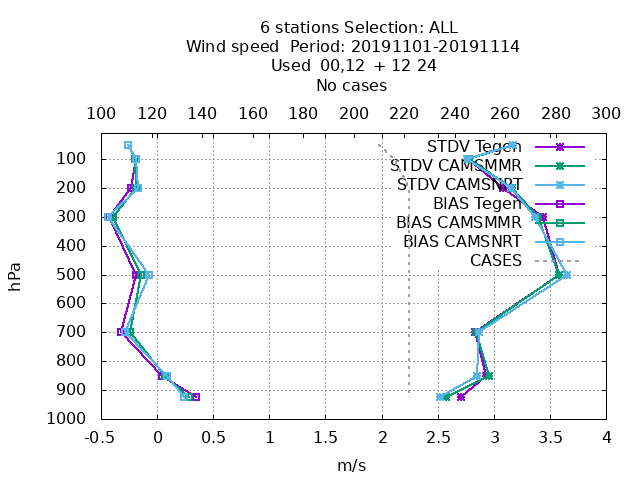 6 stations Selection: ALL
Wind speed  Period: 20191101-20191114
Used  00,12  + 12 24
No cases
100 120 140 160 180 200 220 240 260 280 300
STDV Tegen
STDV CAMSMMR
STDV CAMSNRT
BIAS Tegen
BIAS CAMSMMR
BIAS CAMSNRT
CASES
100
200
300
400
500
600
700
800
900
1000
hPa
-0.5 0 0.5 1 1.5 2 2.5 3 3.5 4
m/s